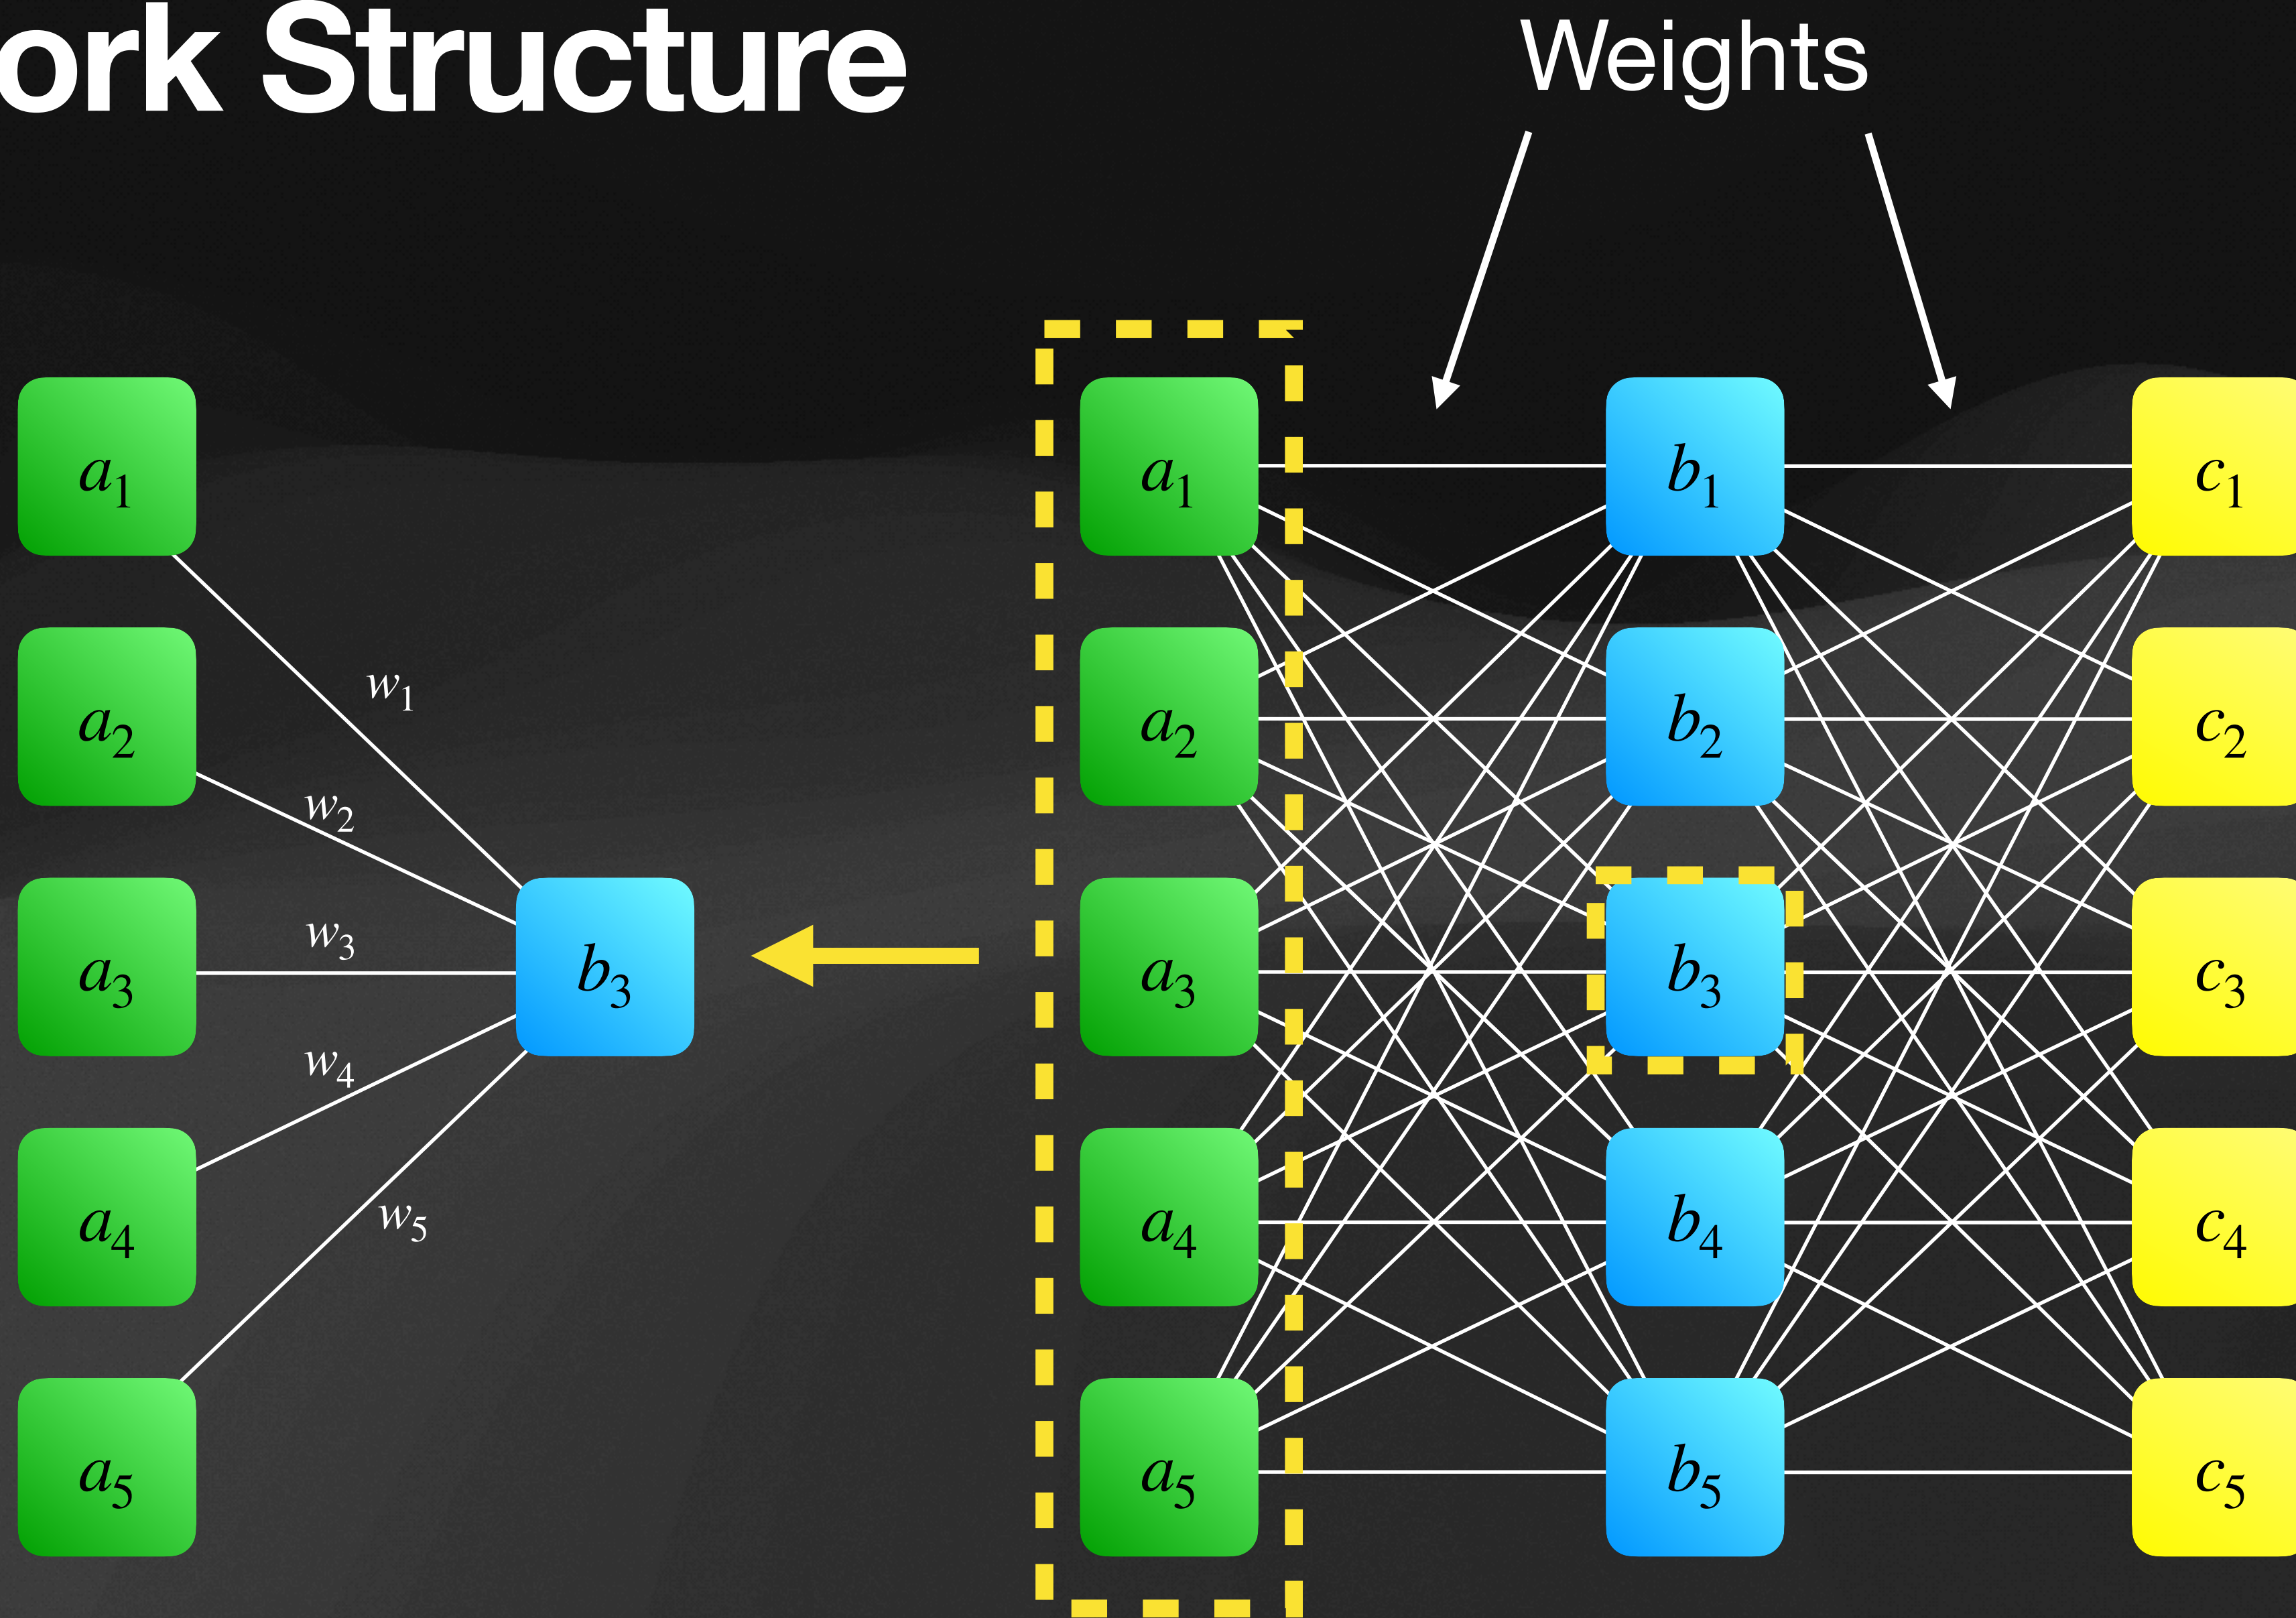 ork Structure
Weights
a₁
a₂
a₃
a₄
a₅
w₁
w₂
w₃
w₄
w₅
b₃
a₁
a₂
a₃
a₄
a₅
b₁
b₂
b₃
b₄
b₅
c₁
c₂
c₃
c₄
c₅